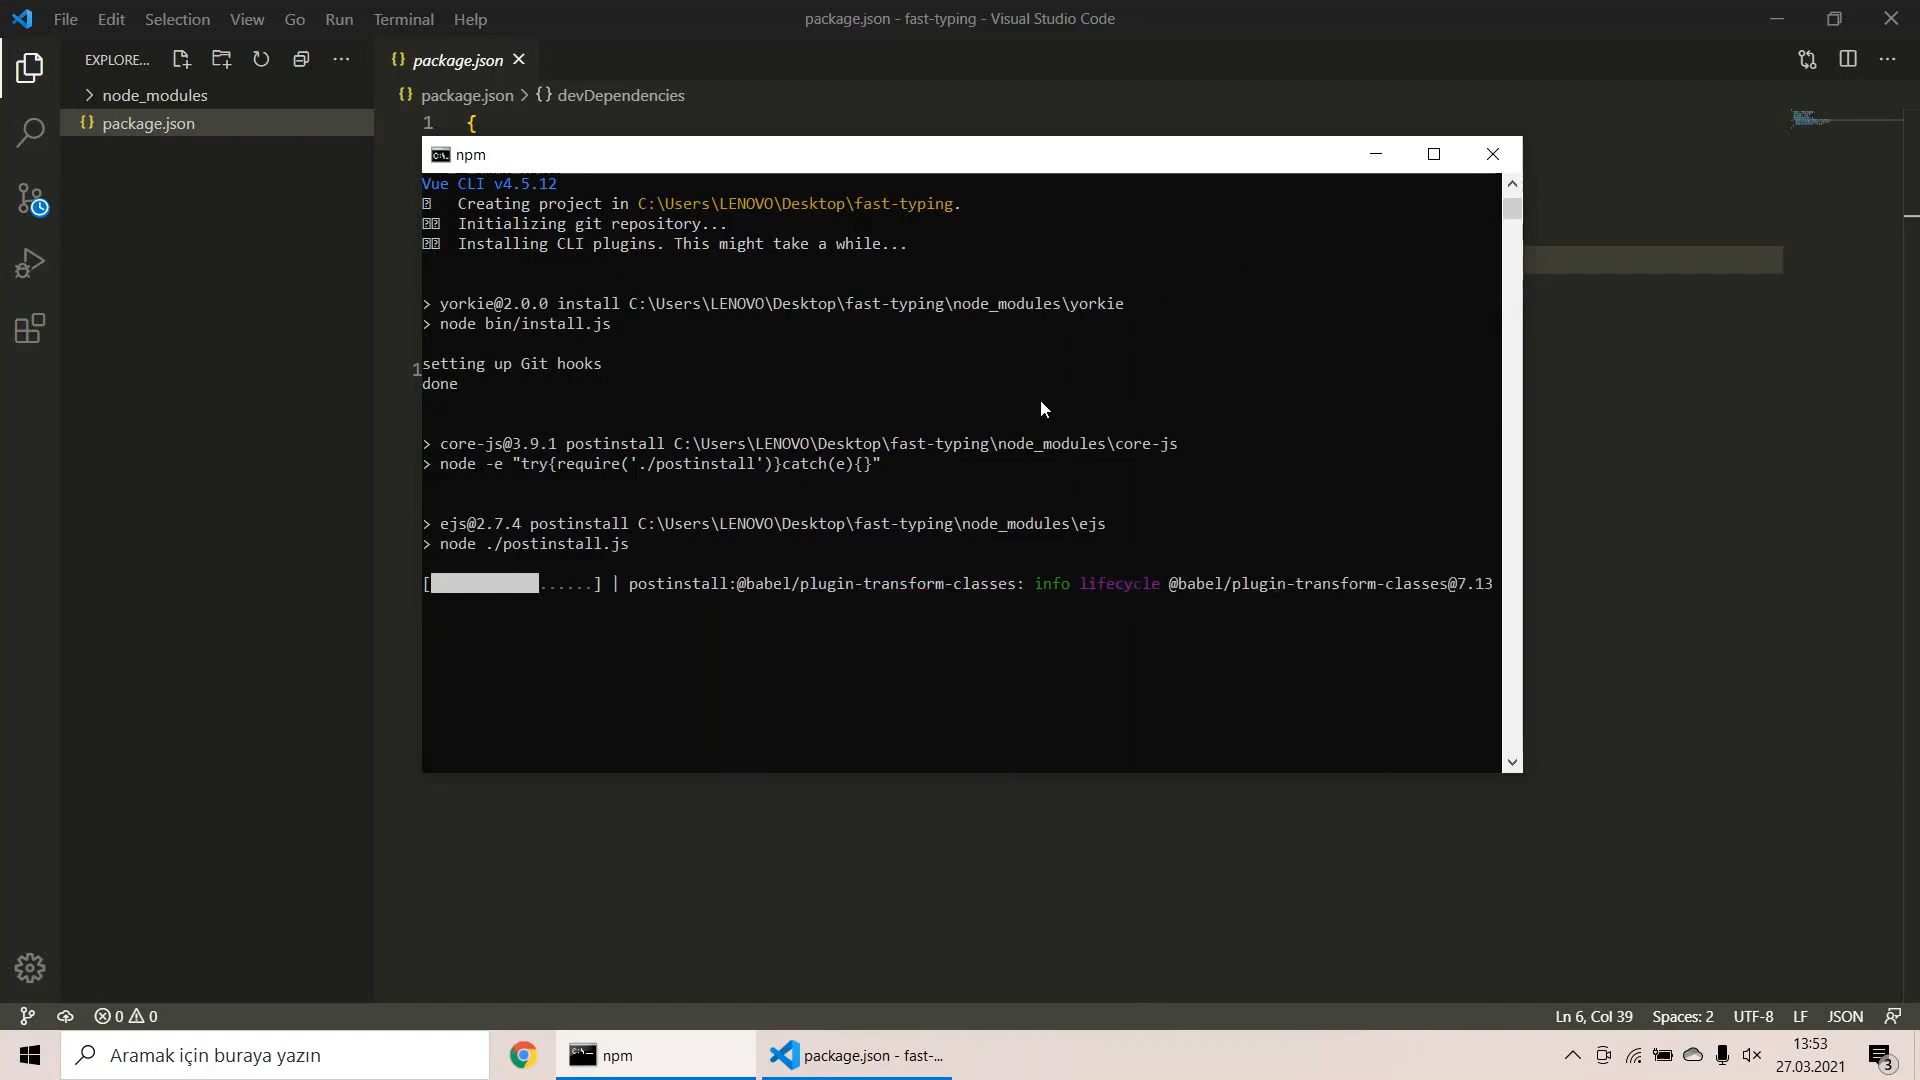 File Edit Selection View Go Run Terminal Help
package.json - fast-typing - Visual Studio Code
EXPLORE...
node_modules
package.json
package.json
package.json > {} devDependencies
1 {
npm
Vue CLI v4.5.12
Creating project in C:\Users\LENOVO\Desktop\fast-typing.
Initializing git repository...
Installing CLI plugins. This might take a while...
> yorkie@2.0.0 install C:\Users\LENOVO\Desktop\fast-typing\node_modules\yorkie
> node bin/install.js
setting up Git hooks
1
done
> core-js@3.9.1 postinstall C:\Users\LENOVO\Desktop\fast-typing\node_modules\core-js
> node -e "try{require('./postinstall')}catch(e){}"
> ejs@2.7.4 postinstall C:\Users\LENOVO\Desktop\fast-typing\node_modules\ejs
> node ./postinstall.js
[......] | postinstall:@babel/plugin-transform-classes: info lifecycle @babel/plugin-transform-classes@7.13
0 0
Ln 6, Col 39 Spaces: 2 UTF-8 LF JSON
Aramak için buraya yazın
npm
package.json - fast-...
13:53
27.03.2021
3